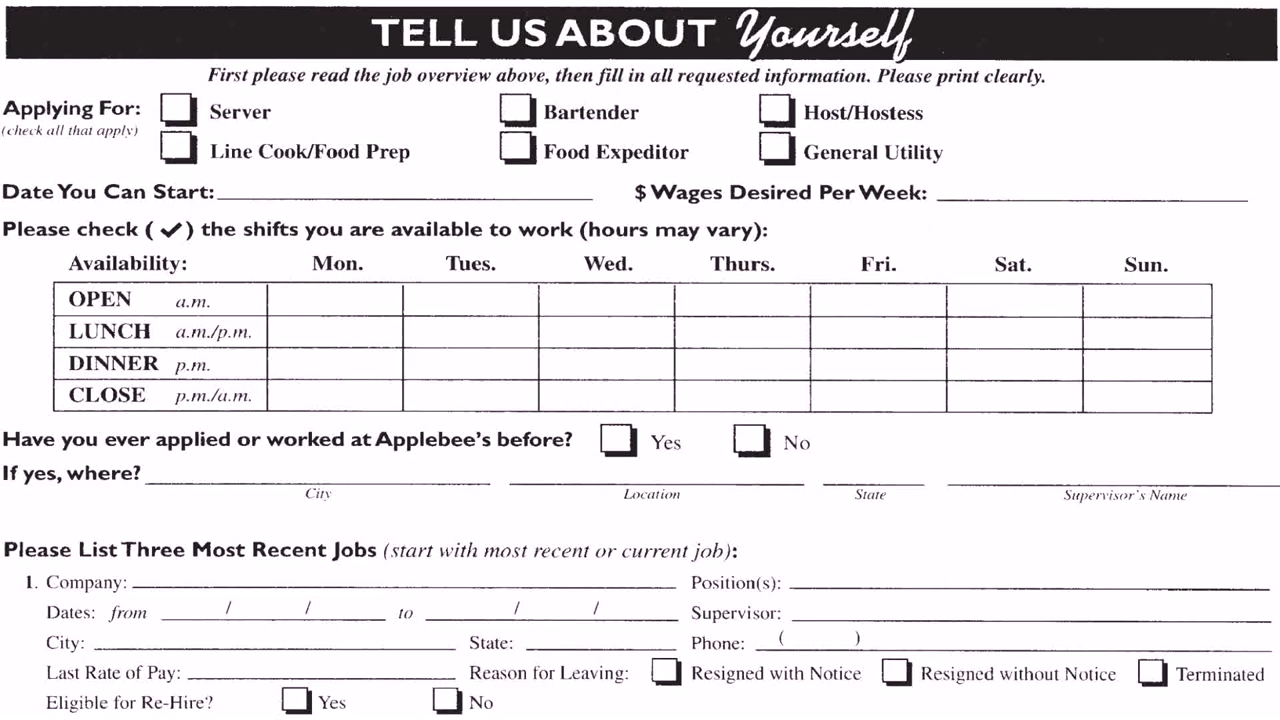 TELL US ABOUT Yourself
First please read the job overview above, then fill in all requested information. Please print clearly.
Applying For: Server Bartender Host/Hostess
(check all that apply)
Line Cook/Food Prep Food Expeditor General Utility
Date You Can Start: $ Wages Desired Per Week:
Please check ( ✔ ) the shifts you are available to work (hours may vary):
Availability: Mon. Tues. Wed. Thurs. Fri. Sat. Sun.
OPEN a.m.
LUNCH a.m./p.m.
DINNER p.m.
CLOSE p.m./a.m.
Have you ever applied or worked at Applebee's before? Yes No
If yes, where?
City Location State Supervisor's Name
Please List Three Most Recent Jobs (start with most recent or current job):
1. Company: Position(s):
Dates: from / / to / / Supervisor:
City: State: Phone: ( )
Last Rate of Pay: Reason for Leaving: Resigned with Notice Resigned without Notice Terminated
Eligible for Re-Hire? Yes No